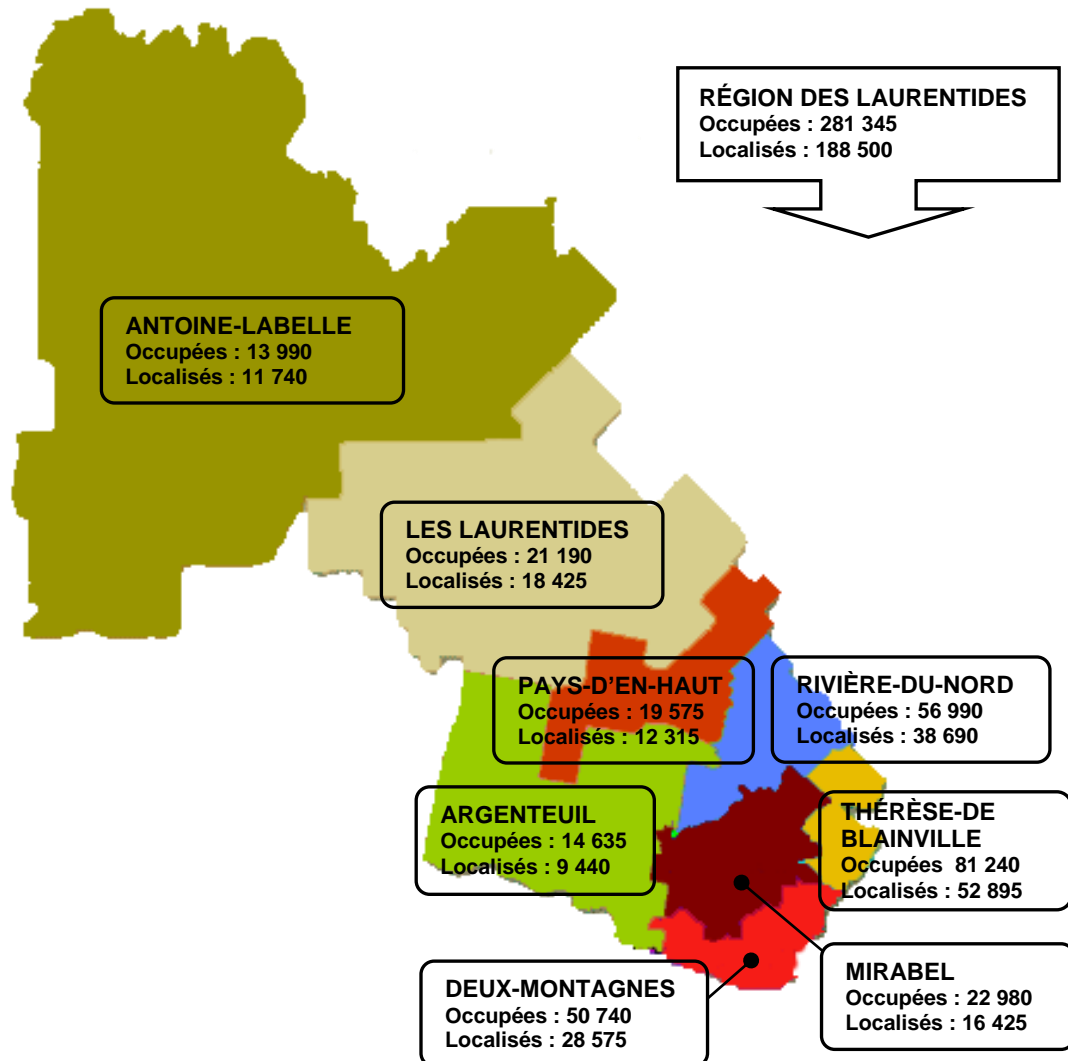 RÉGION DES LAURENTIDES
Occupées : 281 345
Localisés : 188 500
ANTOINE-LABELLE
Occupées : 13 990
Localisés : 11 740
LES LAURENTIDES
Occupées : 21 190
Localisés : 18 425
PAYS-D'EN-HAUT
Occupées : 19 575
Localisés : 12 315
RIVIÈRE-DU-NORD
Occupées : 56 990
Localisés : 38 690
ARGENTEUIL
Occupées : 14 635
Localisés : 9 440
THÉRÈSE-DE
BLAINVILLE
Occupées 81 240
Localisés : 52 895
DEUX-MONTAGNES
Occupées : 50 740
Localisés : 28 575
MIRABEL
Occupées : 22 980
Localisés : 16 425